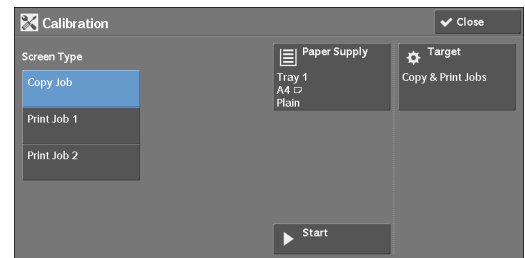 Calibration
Close
Screen Type
Copy Job
Print Job 1
Print Job 2
Paper Supply
Tray 1
A4
Plain
Target
Copy & Print Jobs
Start